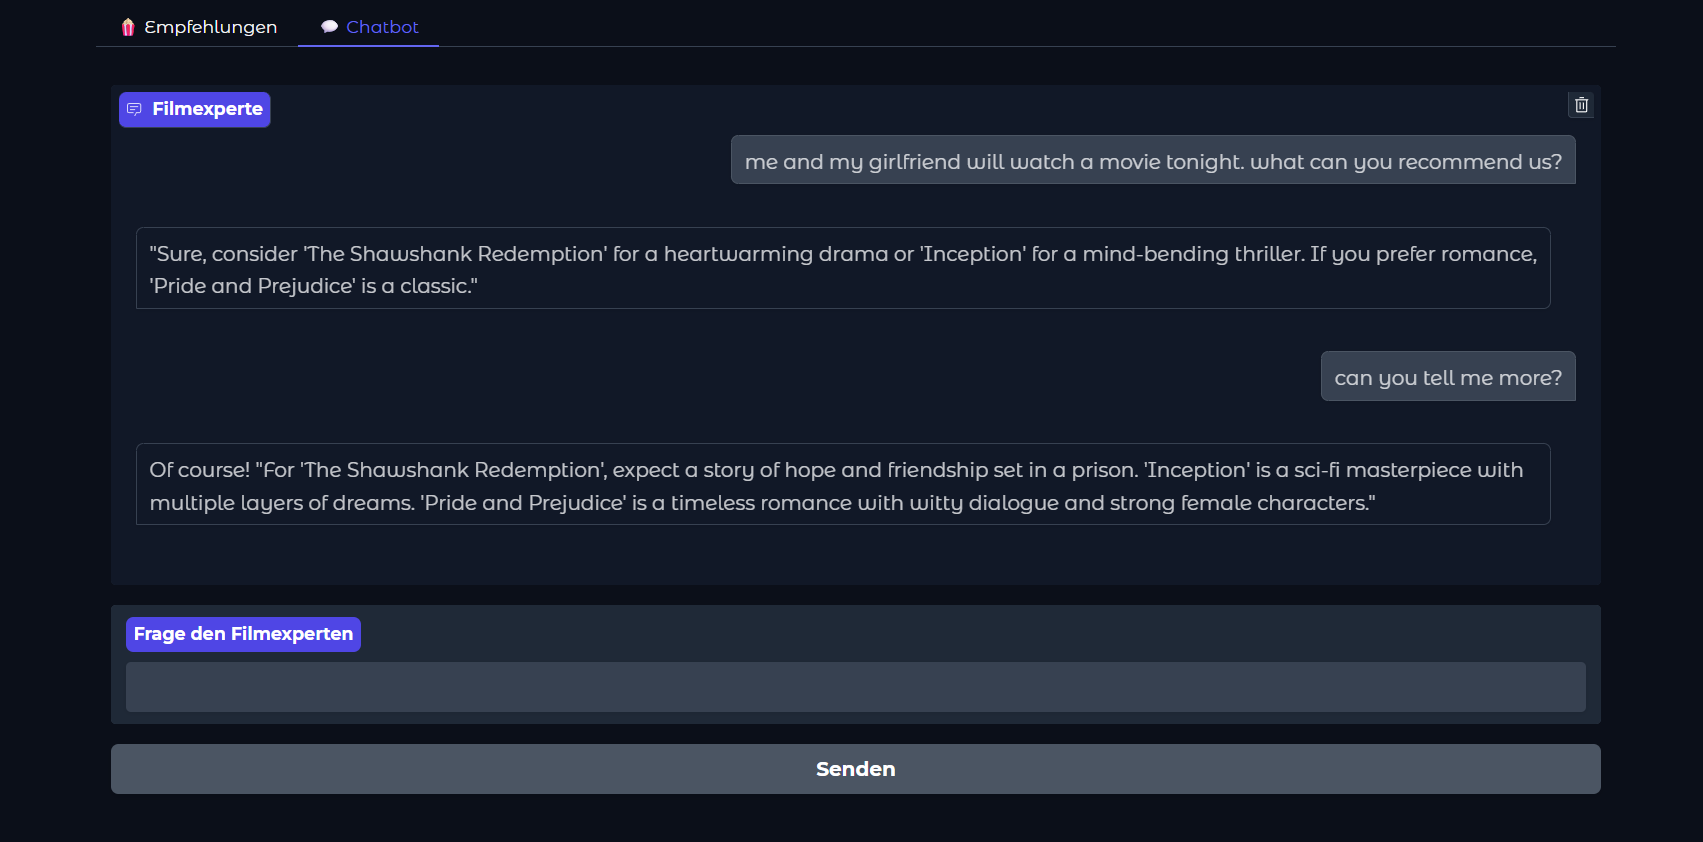 Empfehlungen
Chatbot
Filmexperte
me and my girlfriend will watch a movie tonight. what can you recommend us?
"Sure, consider 'The Shawshank Redemption' for a heartwarming drama or 'Inception' for a mind-bending thriller. If you prefer romance,
'Pride and Prejudice' is a classic."
can you tell me more?
Of course! "For 'The Shawshank Redemption', expect a story of hope and friendship set in a prison. 'Inception' is a sci-fi masterpiece with
multiple layers of dreams. 'Pride and Prejudice' is a timeless romance with witty dialogue and strong female characters."
Frage den Filmexperten
Senden